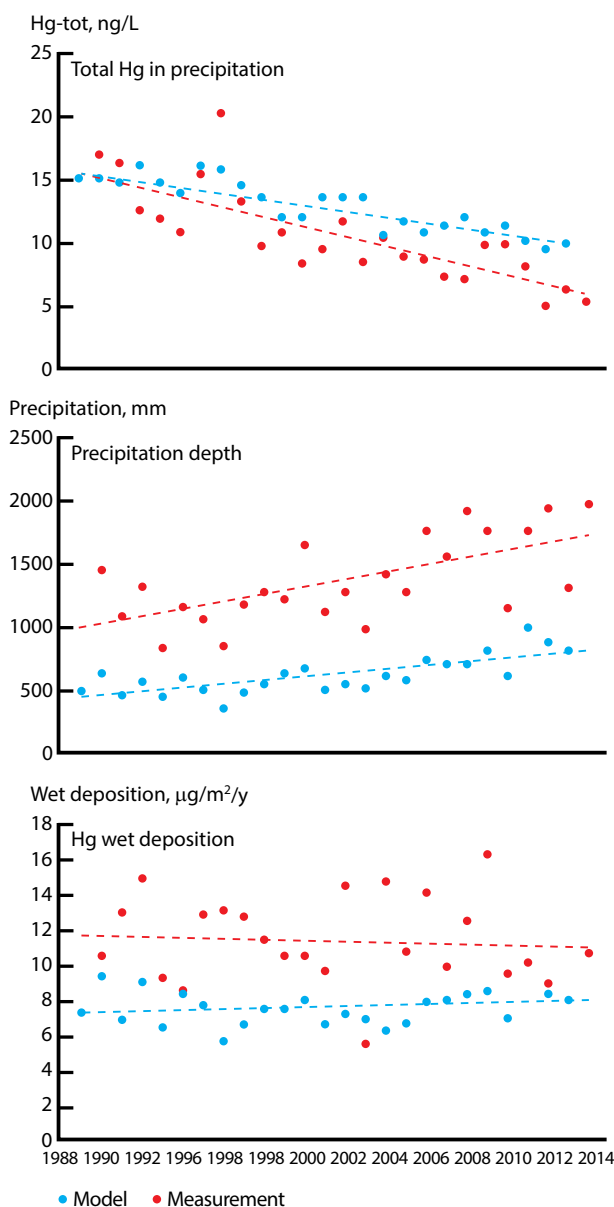 Hg-tot, ng/L
25
Total Hg in precipitation
20
15
10
5
0
Precipitation, mm
2500
Precipitation depth
2000
1500
1000
500
0
Wet deposition, µg/m²/y
18
Hg wet deposition
16
14
12
10
8
6
4
2
0
1988 1990 1992 1996 1998 1998 2000 2002 2004 2006 2008 2010 2012 2014
Model Measurement